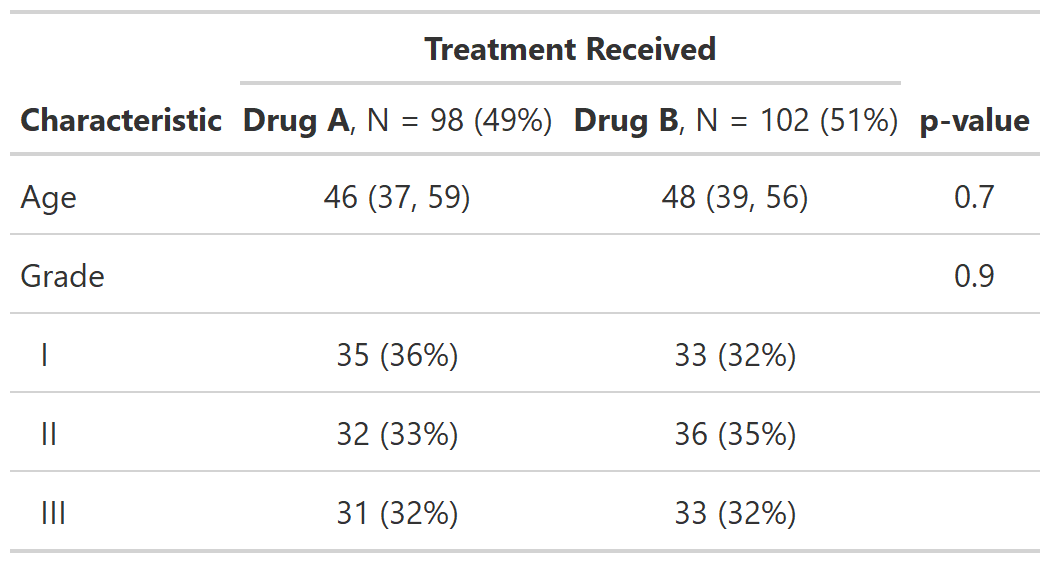 Treatment Received
Characteristic Drug A, N = 98 (49%) Drug B, N = 102 (51%) p-value
Age 46 (37, 59) 48 (39, 56) 0.7
Grade 0.9
I 35 (36%) 33 (32%)
II 32 (33%) 36 (35%)
III 31 (32%) 33 (32%)